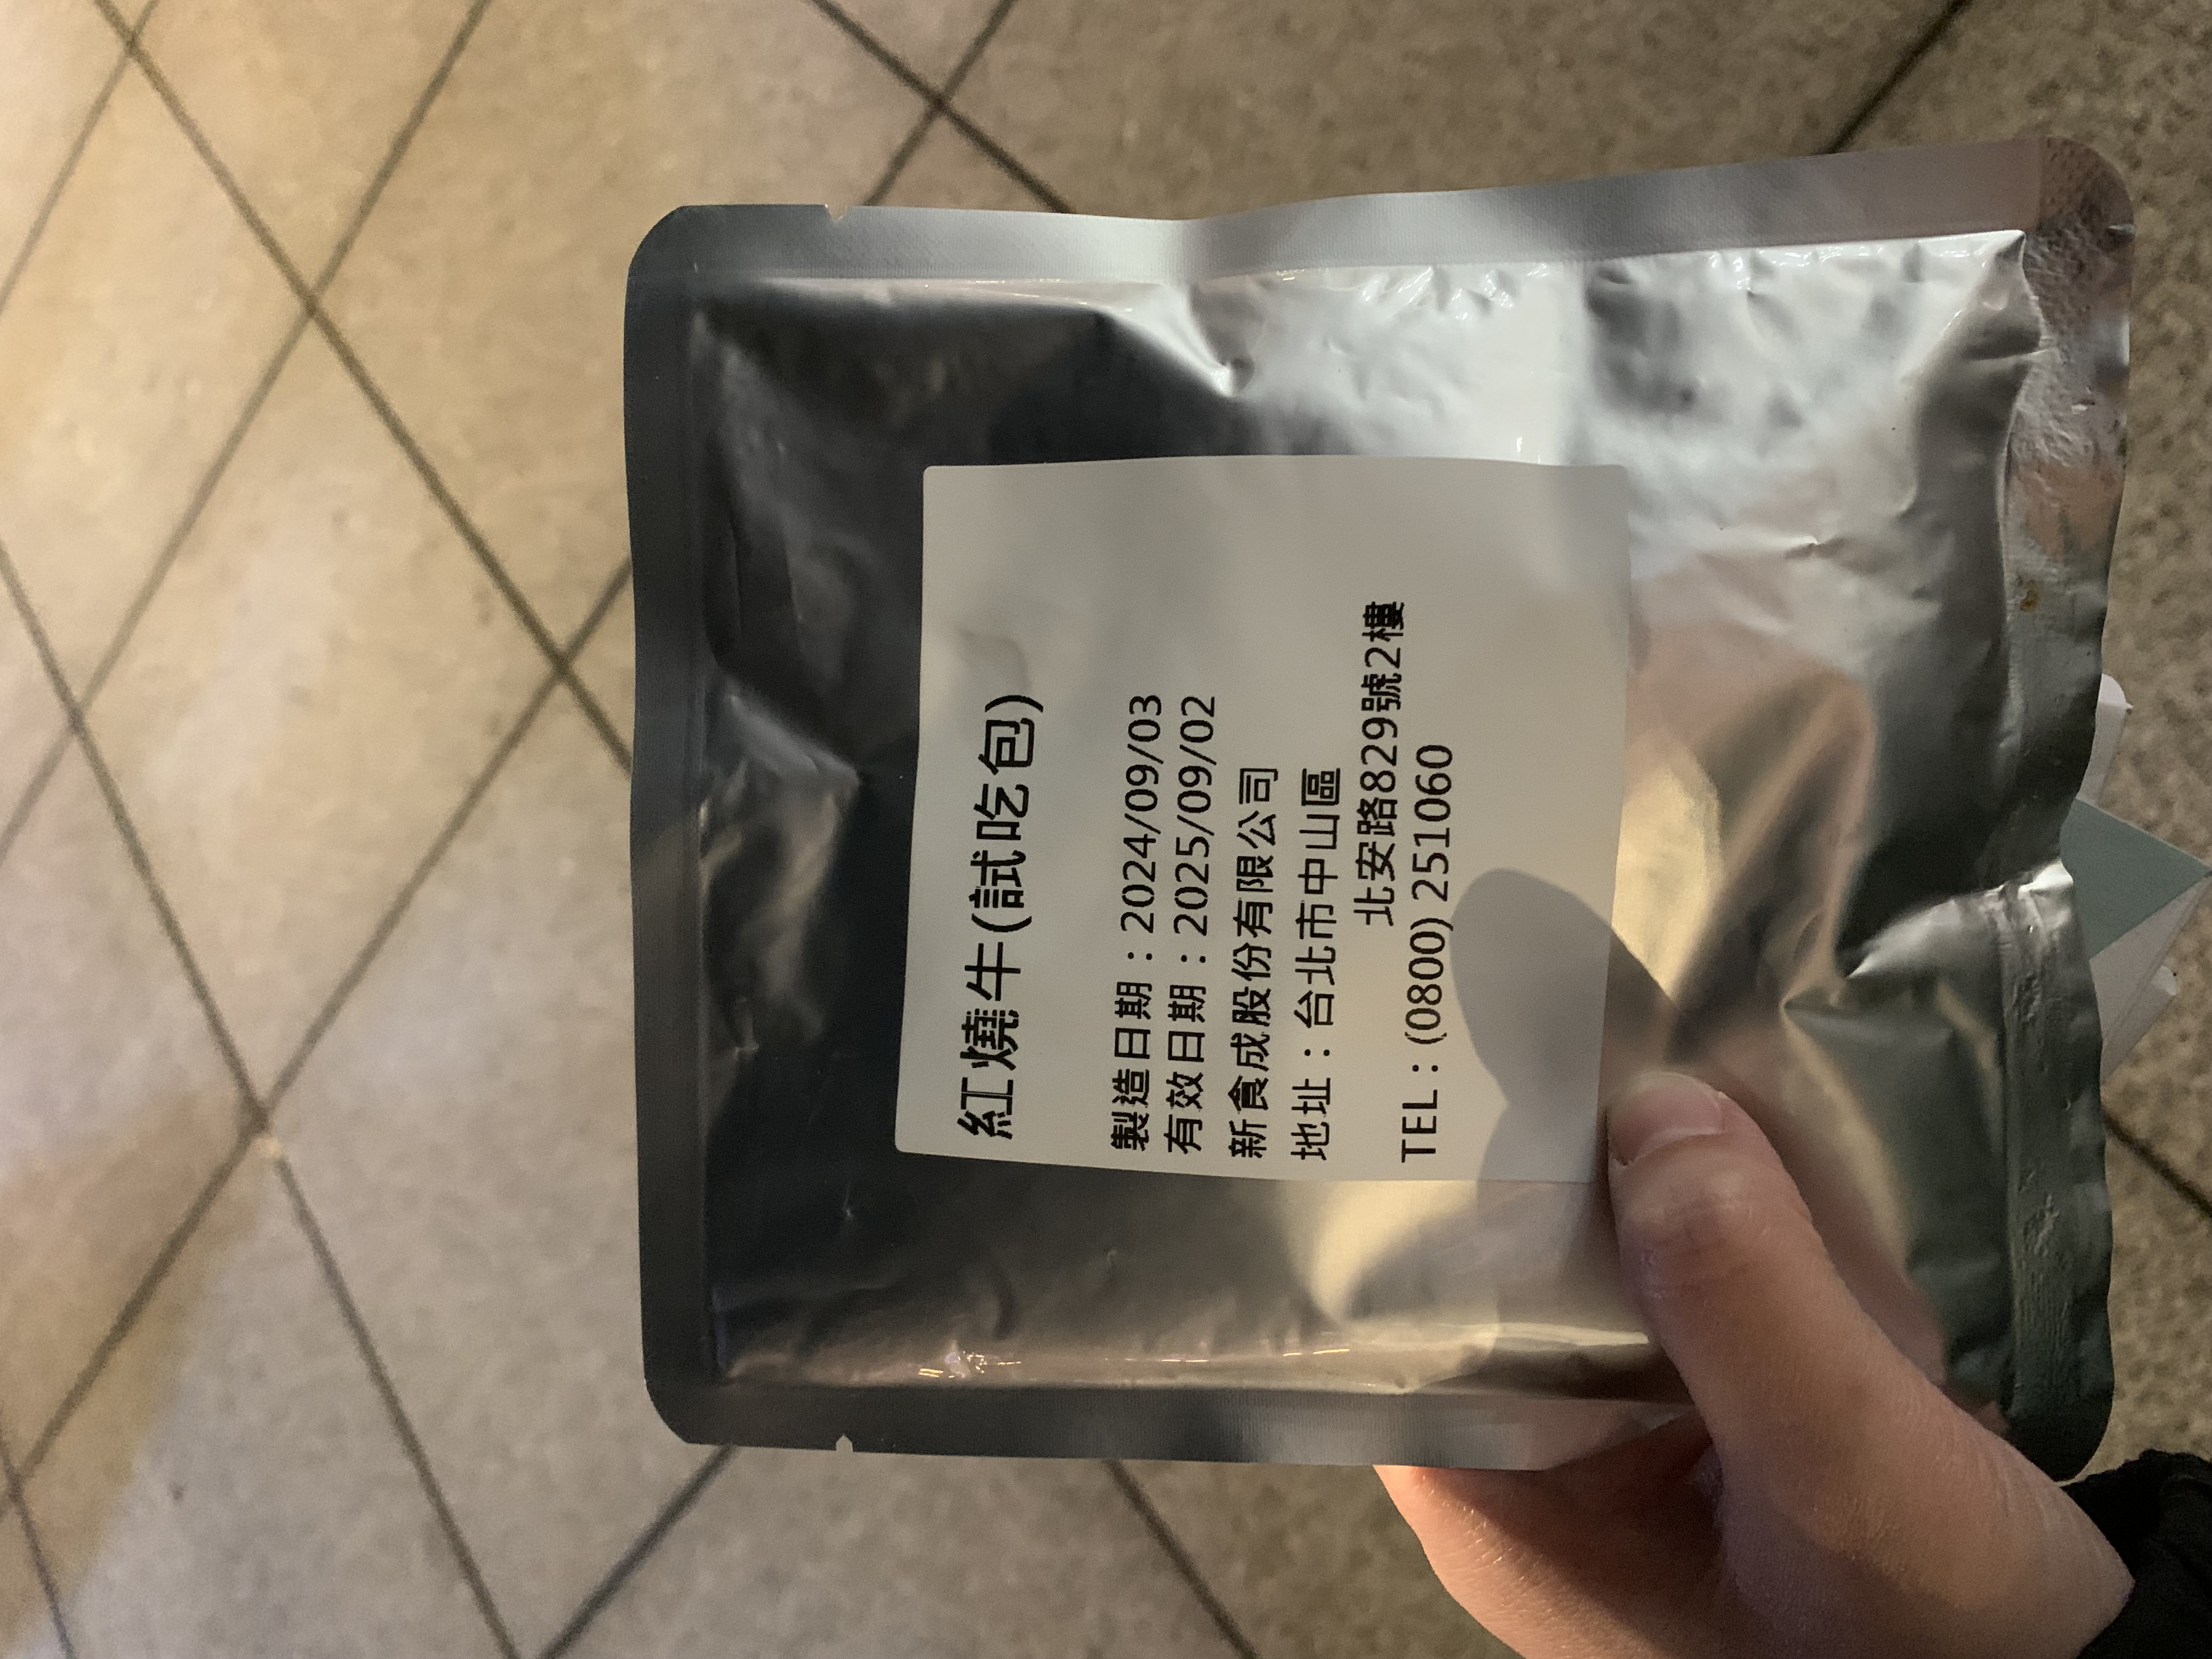 紅燒牛(試吃包)
製造日期：2024/09/03
有效日期：2025/09/02
新食成股份有限公司
地址：台北市中山區
北安路8829號2樓
TEL：(0800) 251060